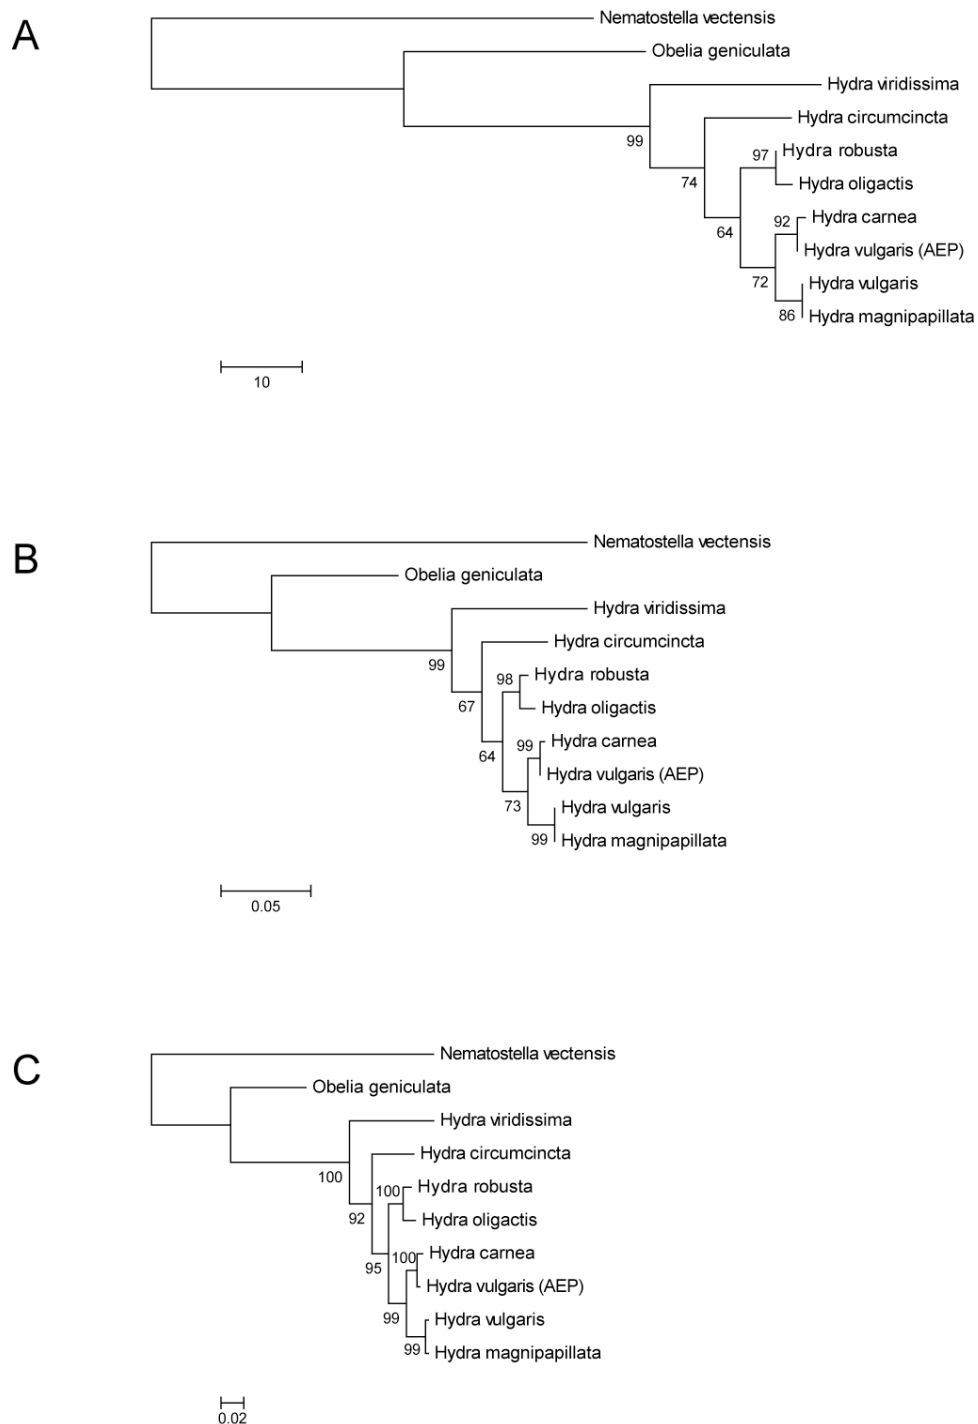 A
Nematostella vectensis
Obelia geniculata
Hydra viridissima
99
Hydra circumcincta
74
97
Hydra robusta
Hydra oligactis
64
92
Hydra carnea
Hydra vulgaris (AEP)
72
Hydra vulgaris
86
Hydra magnipapillata
10
B
Nematostella vectensis
Obelia geniculata
Hydra viridissima
99
Hydra circumcincta
67
98
Hydra robusta
Hydra oligactis
64
99
Hydra carnea
Hydra vulgaris (AEP)
73
Hydra vulgaris
99
Hydra magnipapillata
0.05
C
Nematostella vectensis
Obelia geniculata
Hydra viridissima
100
Hydra circumcincta
92
100
Hydra robusta
Hydra oligactis
95
100
Hydra carnea
Hydra vulgaris (AEP)
99
Hydra vulgaris
99
Hydra magnipapillata
0.02